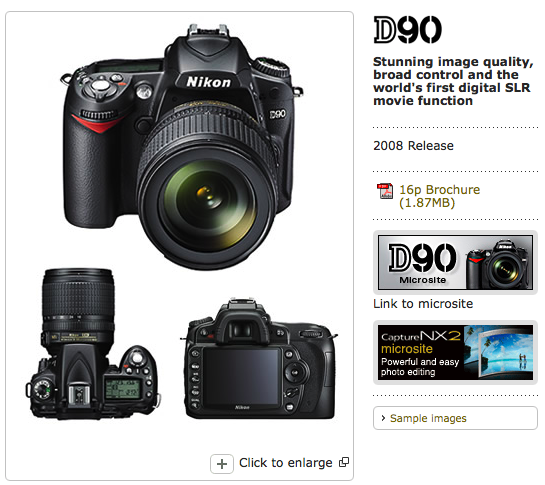 D90
Stunning image quality,
broad control and the
world's first digital SLR
movie function
2008 Release
16p Brochure
(1.87MB)
D90
Microsite
Link to microsite
Capture NX2
microsite
Powerful and easy
photo editing
Sample images
Nikon
D90
Nikon
Click to enlarge